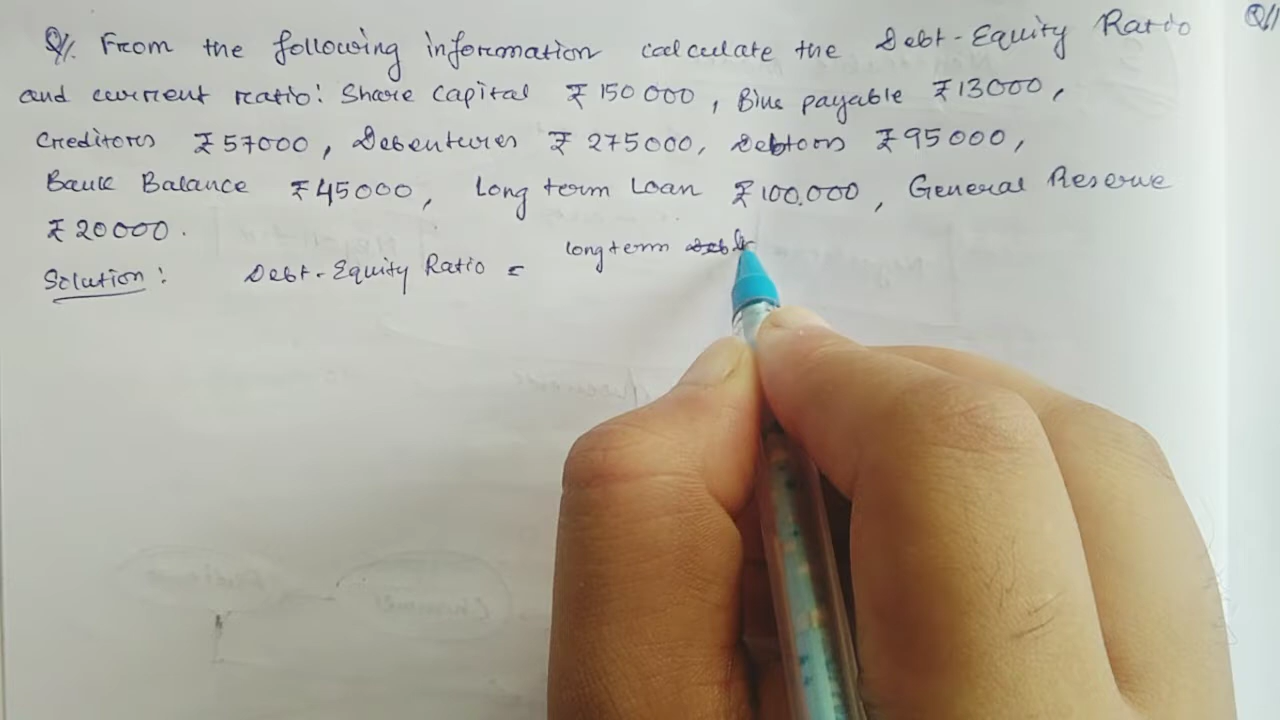 Q/. From the following information calculate the Debt-Equity Ratio Q//
and current ratio: Share Capital ₹150000, Bills payable ₹13000,
Creditors ₹57000, Debentures ₹ 275000, Debtors ₹95000,
Bank Balance ₹45000, Long term Loan ₹100.000, General Reserve
₹20000.
Solution: Debt-Equity Ratio = long term